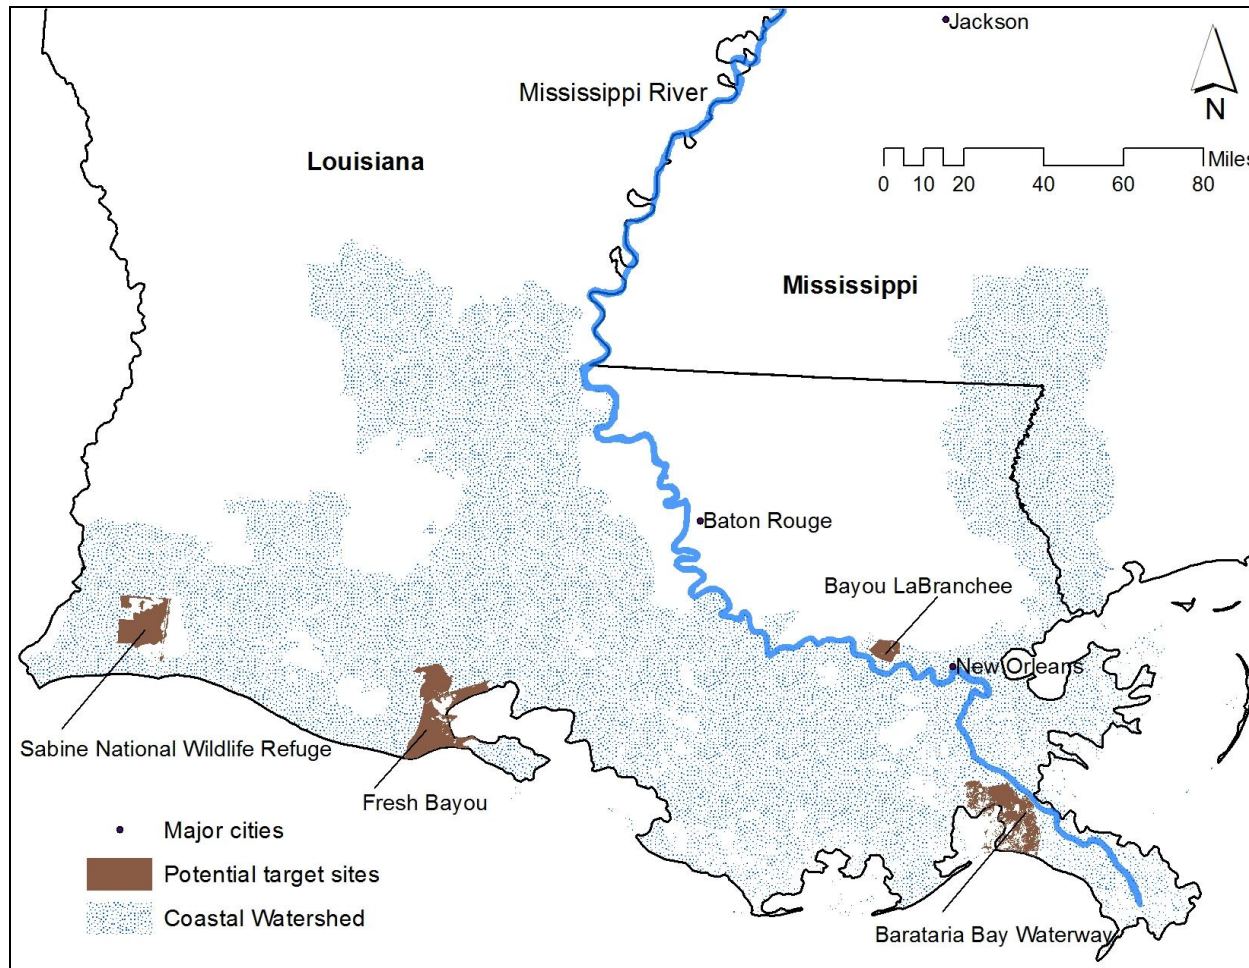 Jackson
Mississippi River
N
Louisiana
Miles
0 10 20 40 60 80
Mississippi
Baton Rouge
Bayou LaBranchee
New Orleans
Sabine National Wildlife Refuge
Fresh Bayou
Major cities
Potential target sites
Coastal Watershed
Barataria Bay Waterway